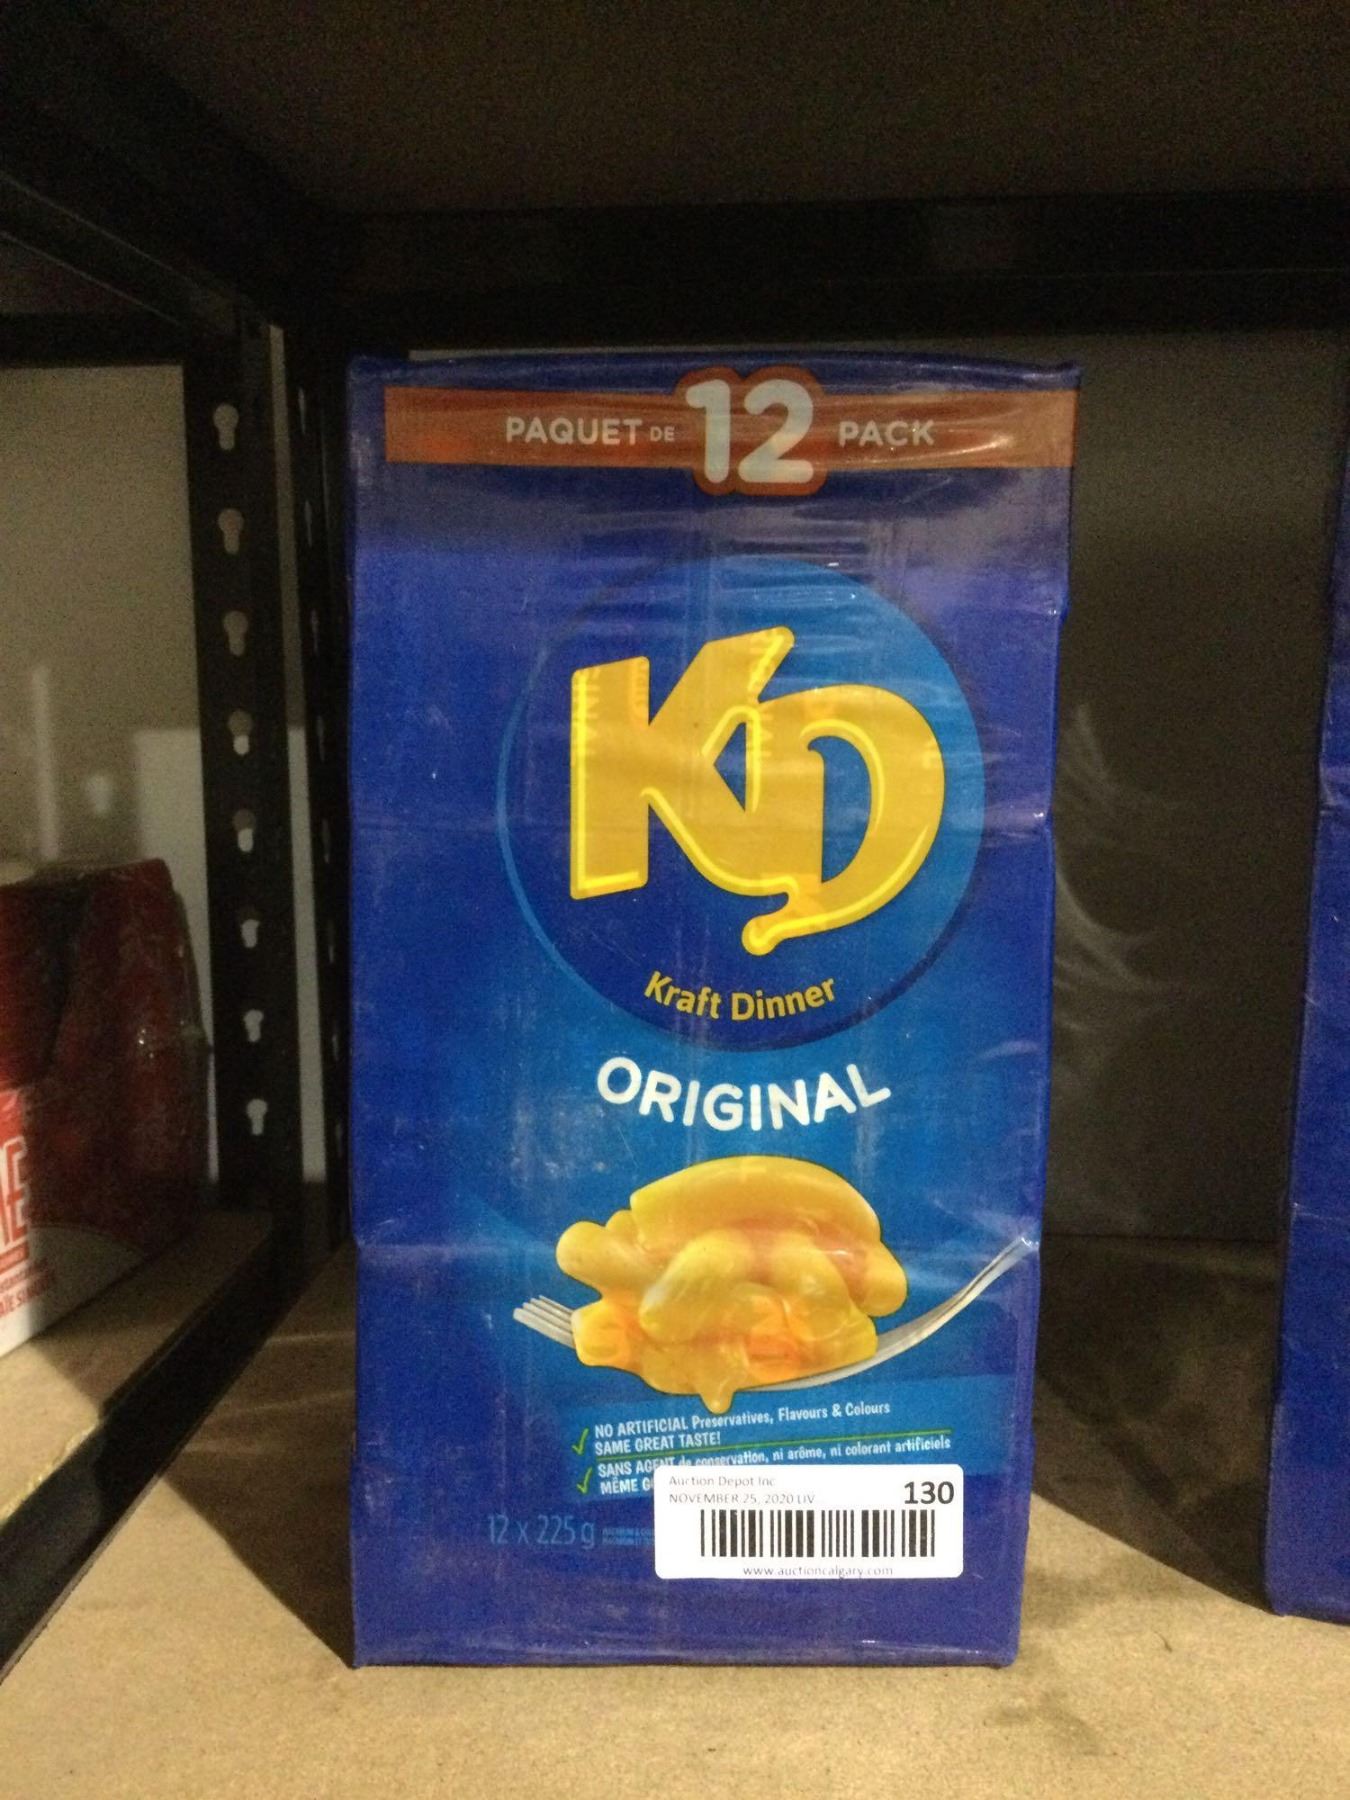 PAQUET DE 12 PACK
KD
Kraft Dinner
ORIGINAL
NO ARTIFICIAL Preservatives, Flavours & Colours
SAME GREAT TASTE!
SANS AGENT de conservation, ni arôme, ni colorant artificiels
MÊME G
12 x 225 g
Auction Depot Inc
NOVEMBER 25, 2020 LIV
130
www.auctioncalgary.com